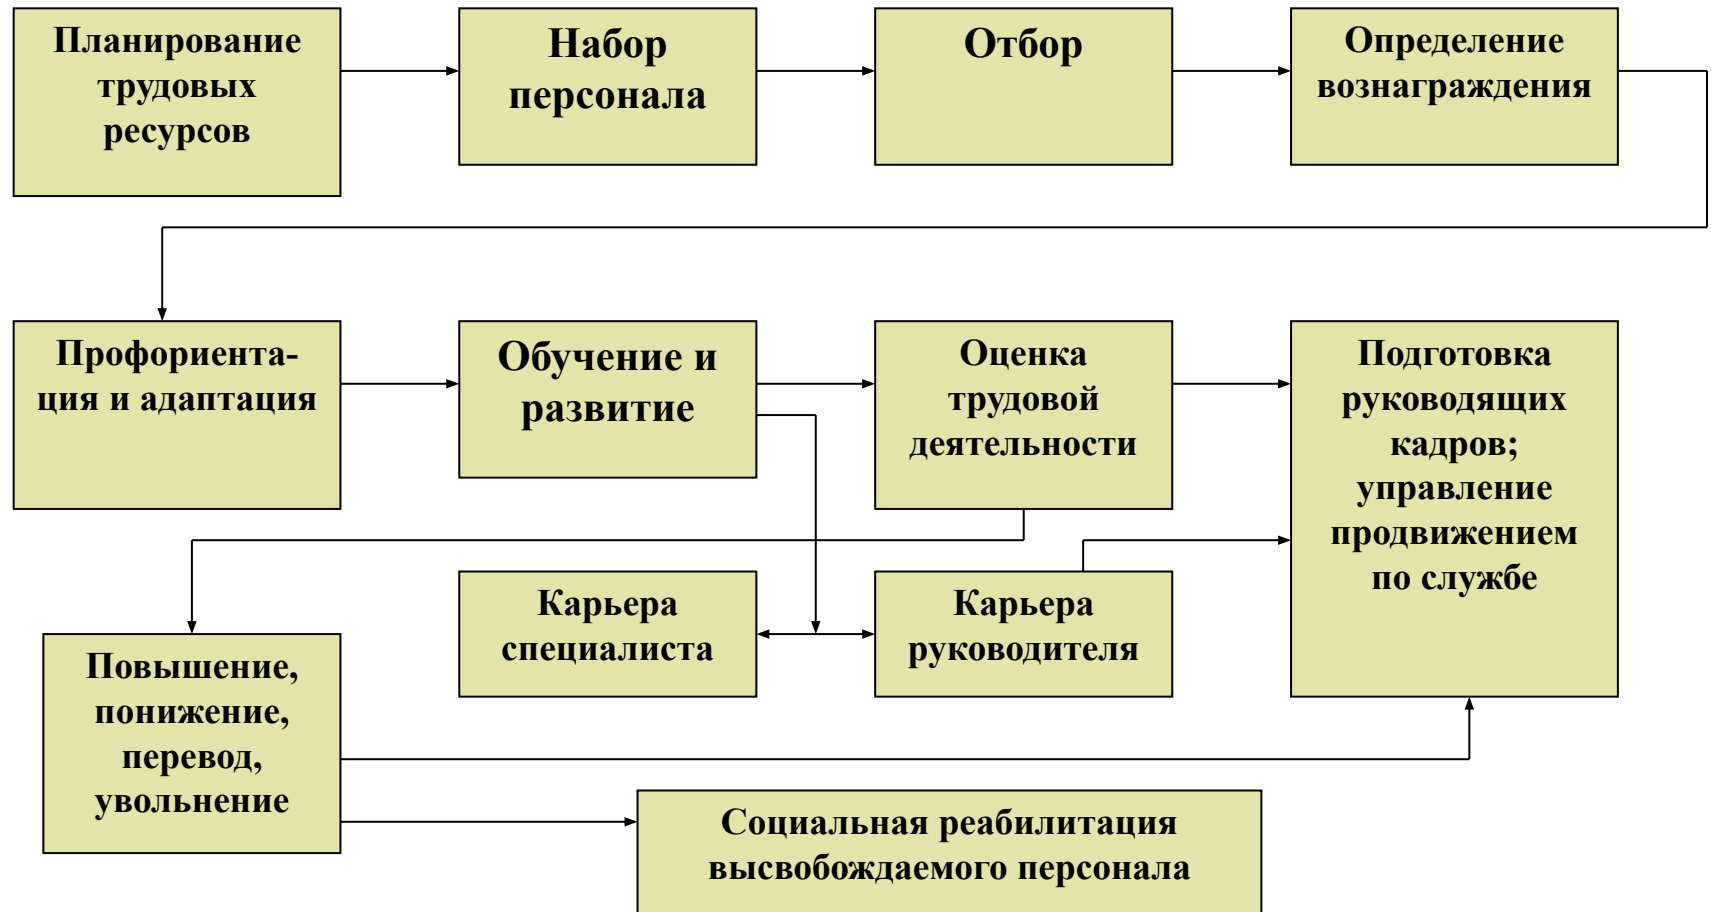 Планирование
трудовых
ресурсов
Набор
персонала
Отбор
Определение
вознаграждения
Профориента-
ция и адаптация
Обучение и
развитие
Оценка
трудовой
деятельности
Подготовка
руководящих
кадров;
управление
продвижением
по службе
Карьера
специалиста
Карьера
руководителя
Повышение,
понижение,
перевод,
увольнение
Социальная реабилитация
высвобождаемого персонала